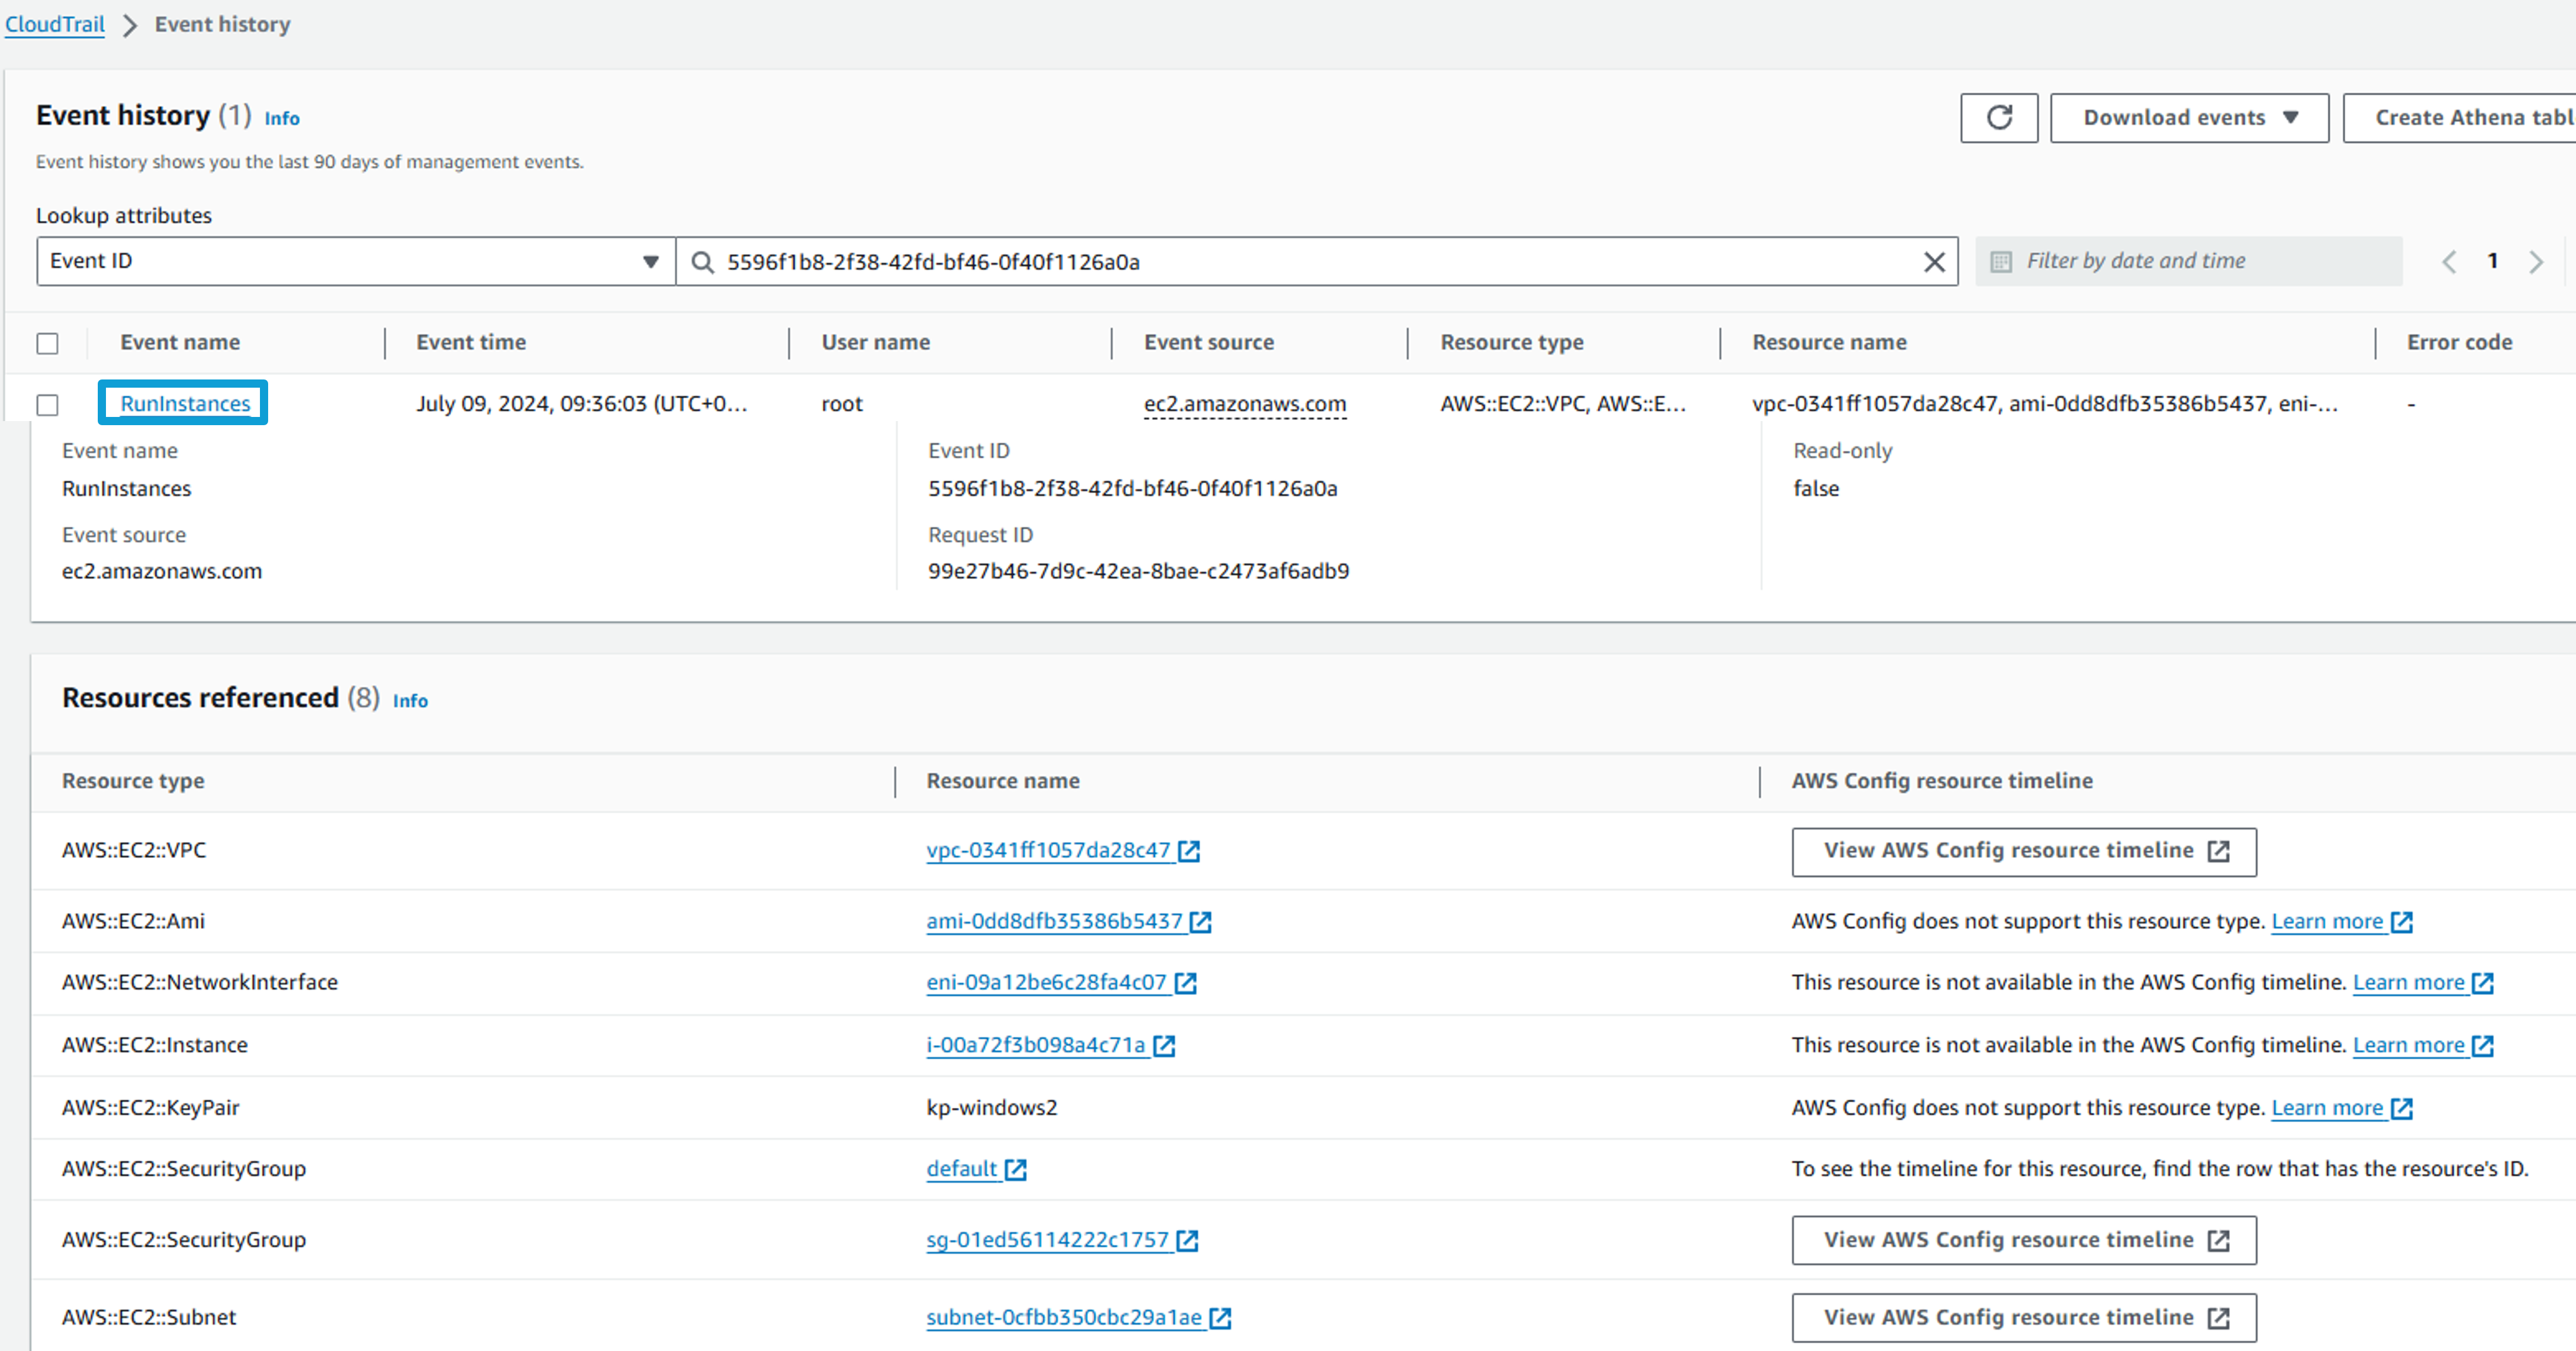 CloudTrail > Event history
Event history (1) Info
Download events
Create Athena tabl
Event history shows you the last 90 days of management events.
Lookup attributes
Event ID
5596f1b8-2f38-42fd-bf46-0f40f1126a0a
Filter by date and time
1
Event name Event time User name Event source Resource type Resource name Error code
RunInstances July 09, 2024, 09:36:03 (UTC+0... root ec2.amazonaws.com AWS::EC2::VPC, AWS::E... vpc-0341ff1057da28c47, ami-0dd8dfb35386b5437, eni-... -
Event name Event ID Read-only
RunInstances 5596f1b8-2f38-42fd-bf46-0f40f1126a0a false
Event source Request ID
ec2.amazonaws.com 99e27b46-7d9c-42ea-8bae-c2473af6adb9
Resources referenced (8) Info
Resource type Resource name AWS Config resource timeline
AWS::EC2::VPC vpc-0341ff1057da28c47 View AWS Config resource timeline
AWS::EC2::Ami ami-0dd8dfb35386b5437 AWS Config does not support this resource type. Learn more
AWS::EC2::NetworkInterface eni-09a12be6c28fa4c07 This resource is not available in the AWS Config timeline. Learn more
AWS::EC2::Instance i-00a72f3b098a4c71a This resource is not available in the AWS Config timeline. Learn more
AWS::EC2::KeyPair kp-windows2 AWS Config does not support this resource type. Learn more
AWS::EC2::SecurityGroup default To see the timeline for this resource, find the row that has the resource's ID.
AWS::EC2::SecurityGroup sg-01ed56114222c1757 View AWS Config resource timeline
AWS::EC2::Subnet subnet-0cfbb350cbc29a1ae View AWS Config resource timeline